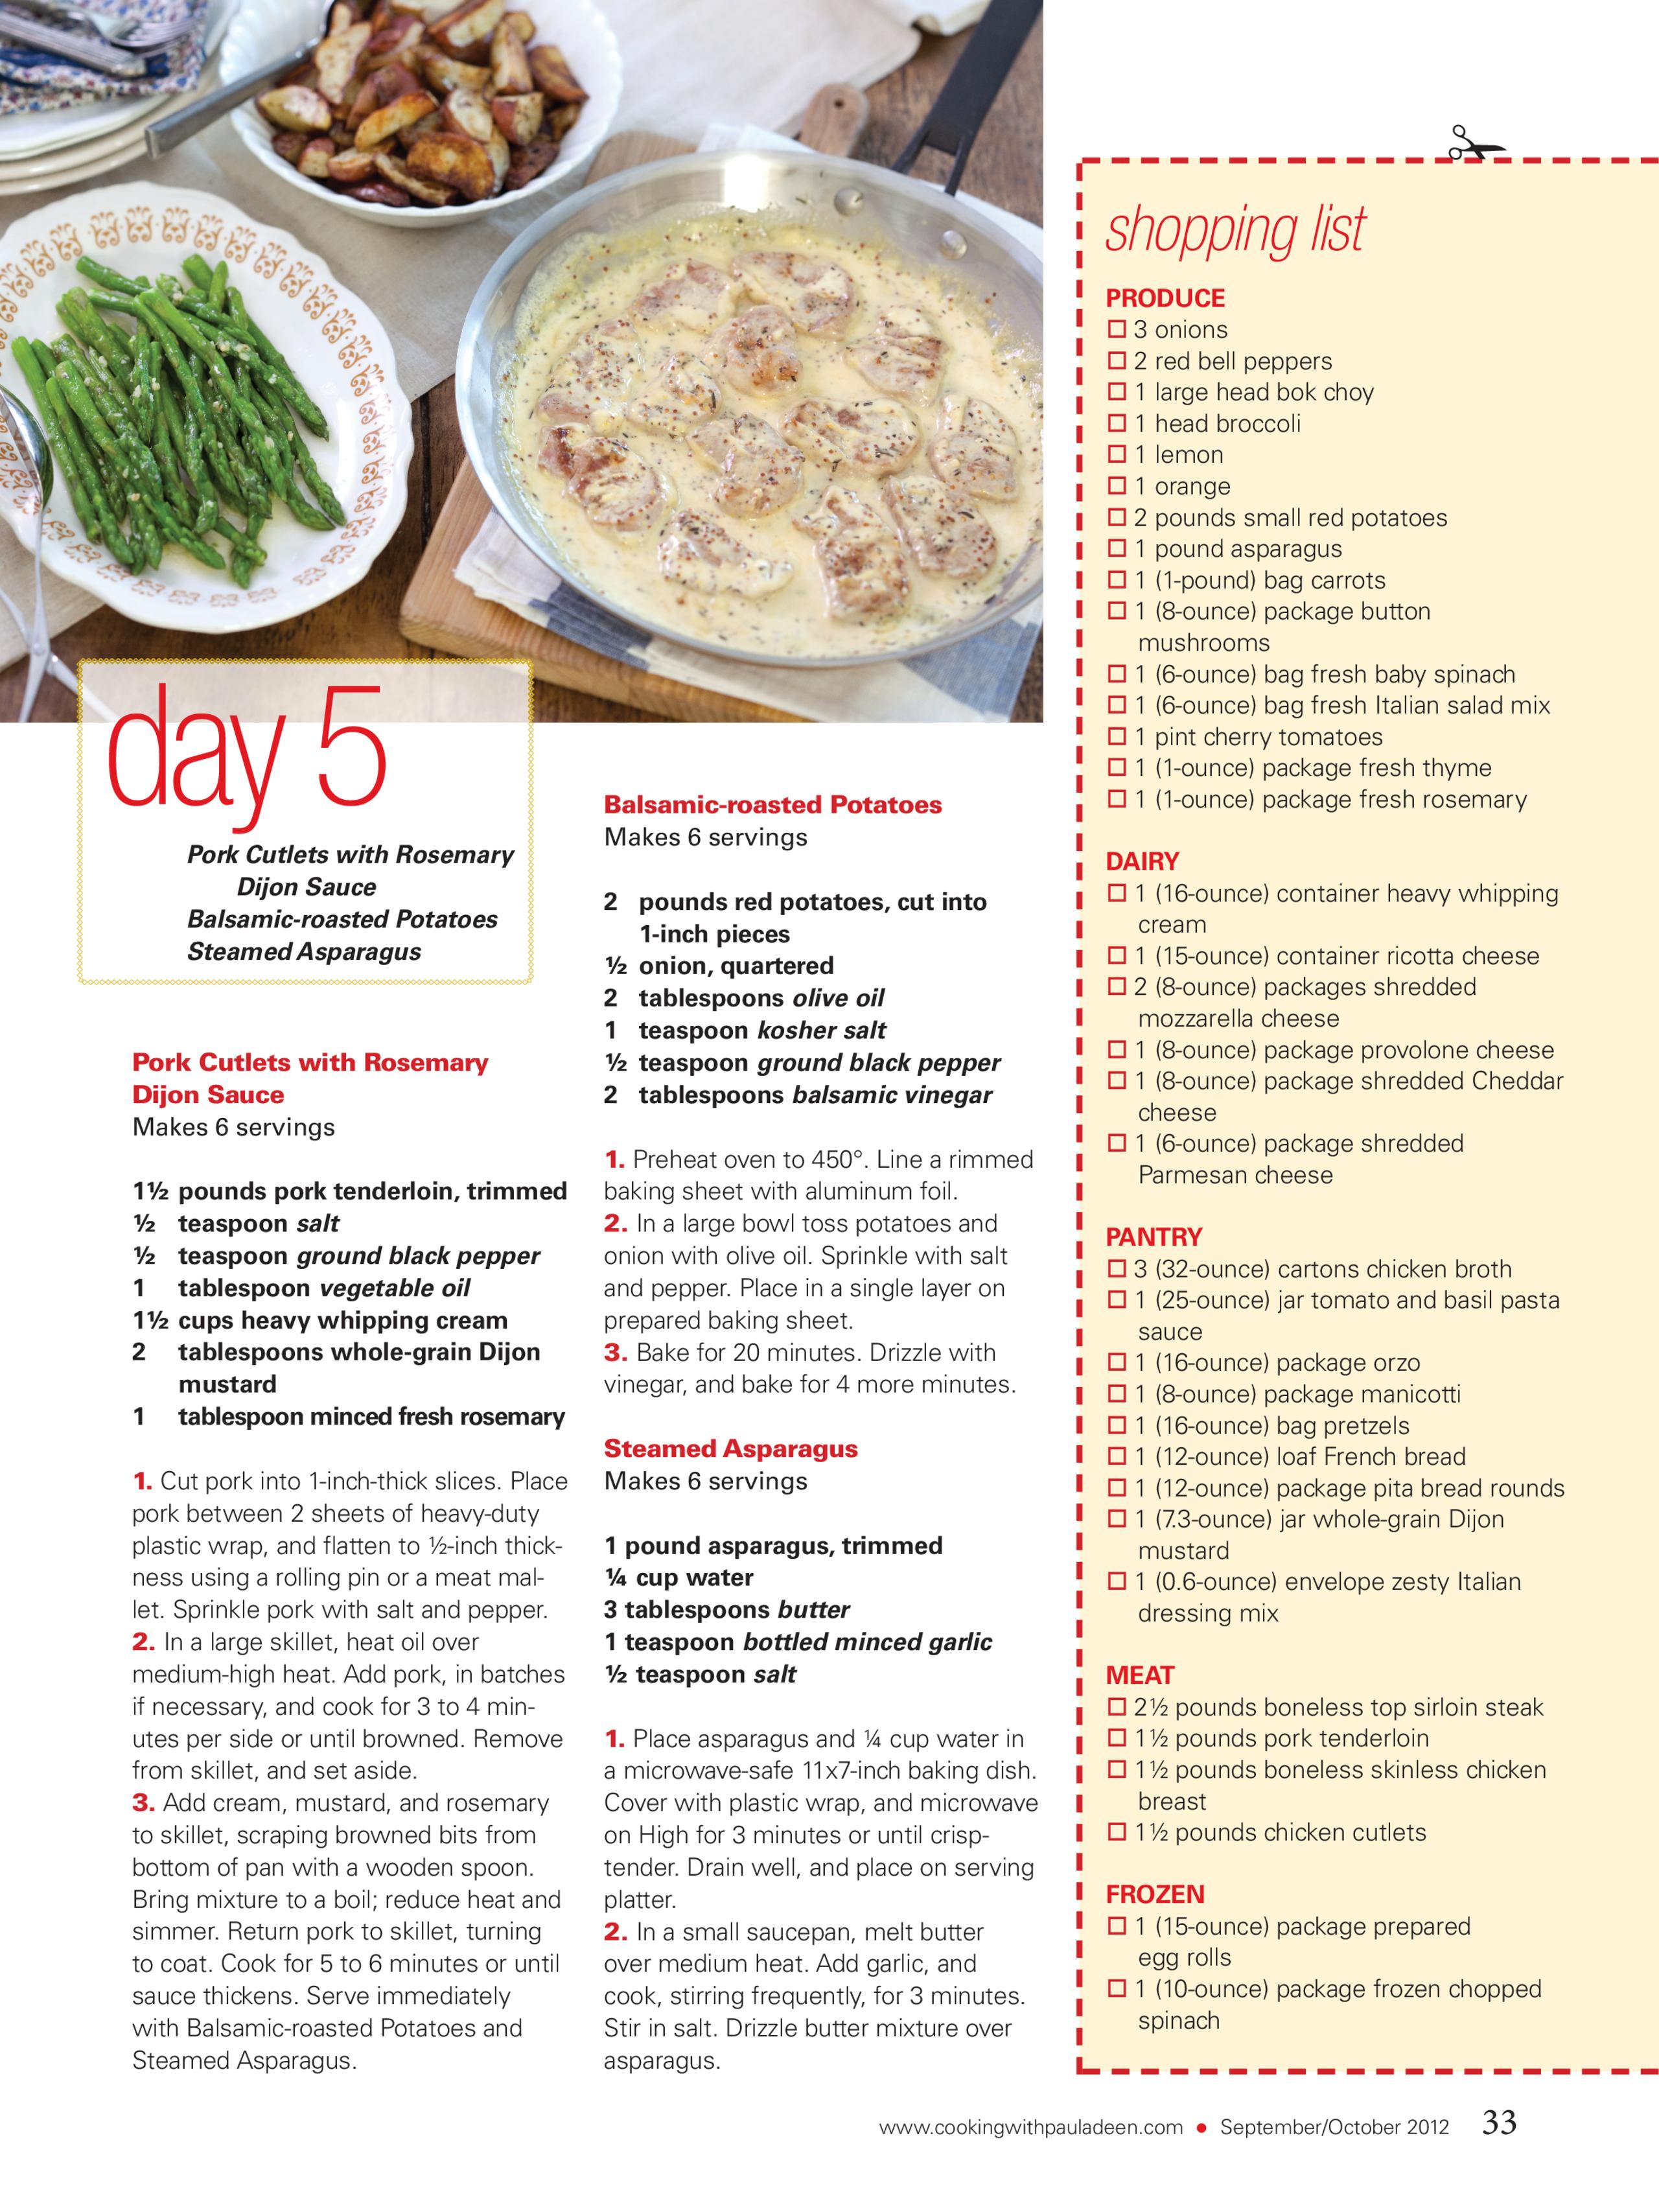 day 5
Pork Cutlets with Rosemary
Dijon Sauce
Balsamic-roasted Potatoes
Steamed Asparagus
Pork Cutlets with Rosemary
Dijon Sauce
Makes 6 servings
1½ pounds pork tenderloin, trimmed
½ teaspoon salt
½ teaspoon ground black pepper
1 tablespoon vegetable oil
1½ cups heavy whipping cream
2 tablespoons whole-grain Dijon
mustard
1 tablespoon minced fresh rosemary
1. Cut pork into 1-inch-thick slices. Place
pork between 2 sheets of heavy-duty
plastic wrap, and flatten to ½-inch thick-
ness using a rolling pin or a meat mal-
let. Sprinkle pork with salt and pepper.
2. In a large skillet, heat oil over
medium-high heat. Add pork, in batches
if necessary, and cook for 3 to 4 min-
utes per side or until browned. Remove
from skillet, and set aside.
3. Add cream, mustard, and rosemary
to skillet, scraping browned bits from
bottom of pan with a wooden spoon.
Bring mixture to a boil; reduce heat and
simmer. Return pork to skillet, turning
to coat. Cook for 5 to 6 minutes or until
sauce thickens. Serve immediately
with Balsamic-roasted Potatoes and
Steamed Asparagus.
Balsamic-roasted Potatoes
Makes 6 servings
2 pounds red potatoes, cut into
1-inch pieces
½ onion, quartered
2 tablespoons olive oil
1 teaspoon kosher salt
½ teaspoon ground black pepper
2 tablespoons balsamic vinegar
1. Preheat oven to 450°. Line a rimmed
baking sheet with aluminum foil.
2. In a large bowl toss potatoes and
onion with olive oil. Sprinkle with salt
and pepper. Place in a single layer on
prepared baking sheet.
3. Bake for 20 minutes. Drizzle with
vinegar, and bake for 4 more minutes.
Steamed Asparagus
Makes 6 servings
1 pound asparagus, trimmed
¼ cup water
3 tablespoons butter
1 teaspoon bottled minced garlic
½ teaspoon salt
1. Place asparagus and ¼ cup water in
a microwave-safe 11x7-inch baking dish.
Cover with plastic wrap, and microwave
on High for 3 minutes or until crisp-
tender. Drain well, and place on serving
platter.
2. In a small saucepan, melt butter
over medium heat. Add garlic, and
cook, stirring frequently, for 3 minutes.
Stir in salt. Drizzle butter mixture over
asparagus.
shopping list
PRODUCE
3 onions
2 red bell peppers
1 large head bok choy
1 head broccoli
1 lemon
1 orange
2 pounds small red potatoes
1 pound asparagus
1 (1-pound) bag carrots
1 (8-ounce) package button
mushrooms
1 (6-ounce) bag fresh baby spinach
1 (6-ounce) bag fresh Italian salad mix
1 pint cherry tomatoes
1 (1-ounce) package fresh thyme
1 (1-ounce) package fresh rosemary
DAIRY
1 (16-ounce) container heavy whipping
cream
1 (15-ounce) container ricotta cheese
2 (8-ounce) packages shredded
mozzarella cheese
1 (8-ounce) package provolone cheese
1 (8-ounce) package shredded Cheddar
cheese
1 (6-ounce) package shredded
Parmesan cheese
PANTRY
3 (32-ounce) cartons chicken broth
1 (25-ounce) jar tomato and basil pasta
sauce
1 (16-ounce) package orzo
1 (8-ounce) package manicotti
1 (16-ounce) bag pretzels
1 (12-ounce) loaf French bread
1 (12-ounce) package pita bread rounds
1 (7.3-ounce) jar whole-grain Dijon
mustard
1 (0.6-ounce) envelope zesty Italian
dressing mix
MEAT
2½ pounds boneless top sirloin steak
1½ pounds pork tenderloin
1½ pounds boneless skinless chicken
breast
1½ pounds chicken cutlets
FROZEN
1 (15-ounce) package prepared
egg rolls
1 (10-ounce) package frozen chopped
spinach
www.cookingwithpauladeen.com • September/October 2012 33